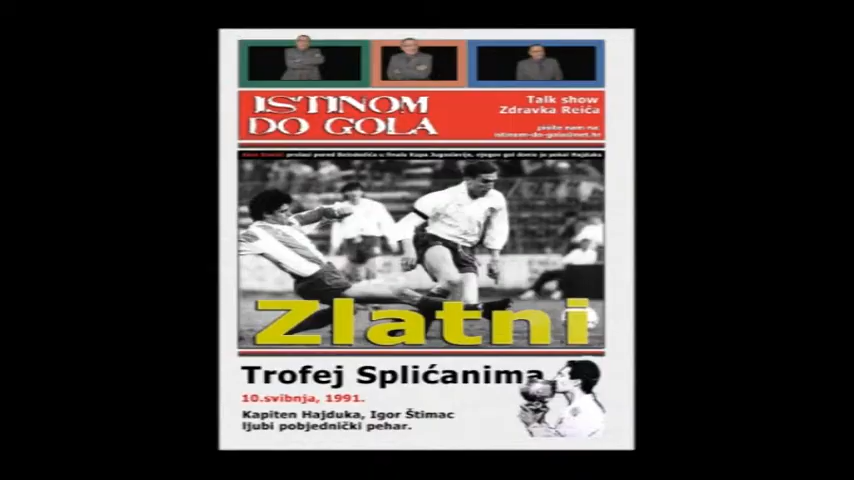 ISTINOM
DO GOLA
Talk show
Zdravka Reića
pišite nam na:
istinom-do-gola@net.hr
prolazi pored Belodedića u finalu Kupa Jugoslavije, njegov gol donio je pehar Hajduku
Zlatni
Trofej Splićanima
10.svibnja, 1991.
Kapiten Hajduka, Igor Štimac
ljubi pobjednički pehar.